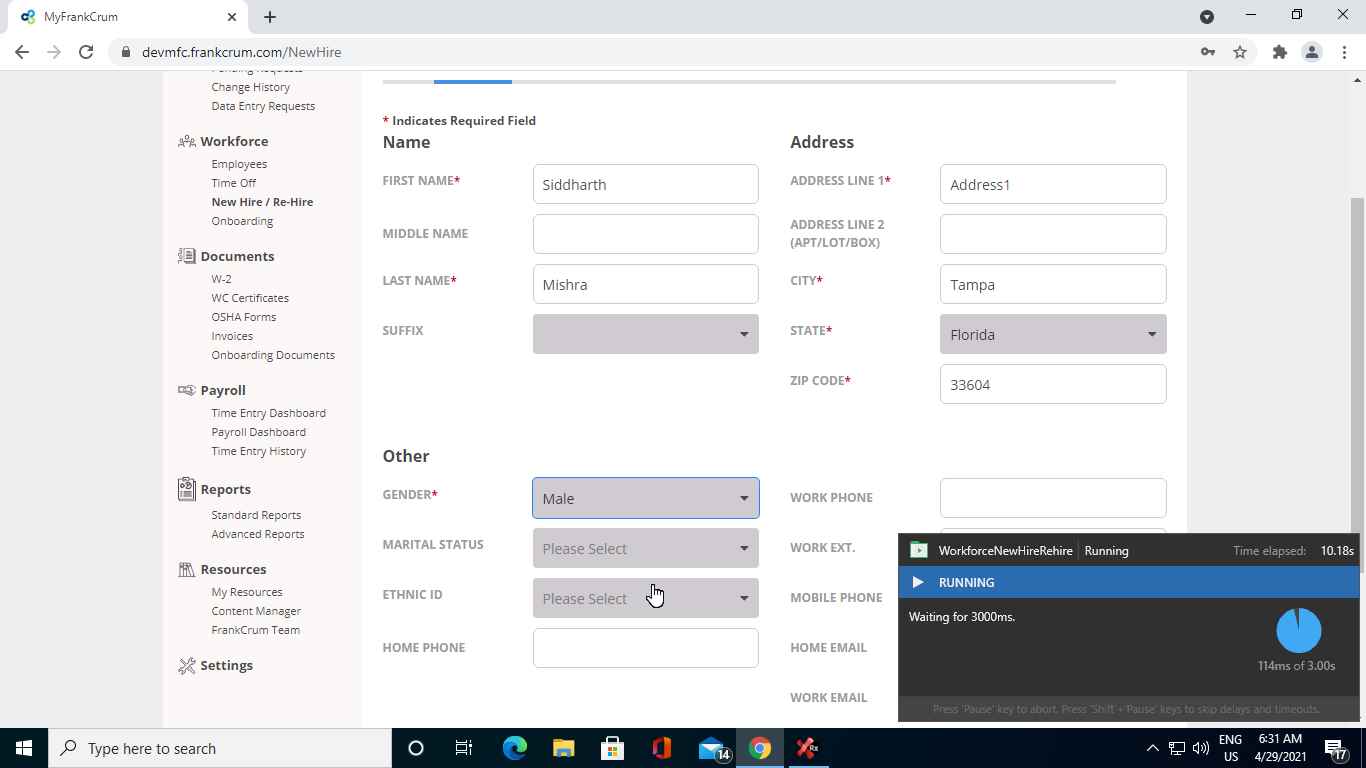 MyFrankCrum
devmfc.frankcrum.com/NewHire
Pending Requests
Change History
Data Entry Requests
Workforce
Employees
Time Off
New Hire / Re-Hire
Onboarding
Documents
W-2
WC Certificates
OSHA Forms
Invoices
Onboarding Documents
Payroll
Time Entry Dashboard
Payroll Dashboard
Time Entry History
Reports
Standard Reports
Advanced Reports
Resources
My Resources
Content Manager
FrankCrum Team
Settings
* Indicates Required Field
Name
FIRST NAME* Siddharth
MIDDLE NAME
LAST NAME* Mishra
SUFFIX
Address
ADDRESS LINE 1* Address1
ADDRESS LINE 2
(APT/LOT/BOX)
CITY* Tampa
STATE* Florida
ZIP CODE* 33604
Other
GENDER* Male
MARITAL STATUS Please Select
ETHNIC ID Please Select
HOME PHONE
WORK PHONE
WORK EXT.
MOBILE PHONE
HOME EMAIL
WORK EMAIL
WorkforceNewHireRehire Running Time elapsed: 10.18s
RUNNING
Waiting for 3000ms.
114ms of 3.00s
Press 'Pause' key to abort. Press 'Shift + Pause' keys to skip delays and timeouts.
Type here to search
14
Rx
ENG
US
6:31 AM
4/29/2021
17